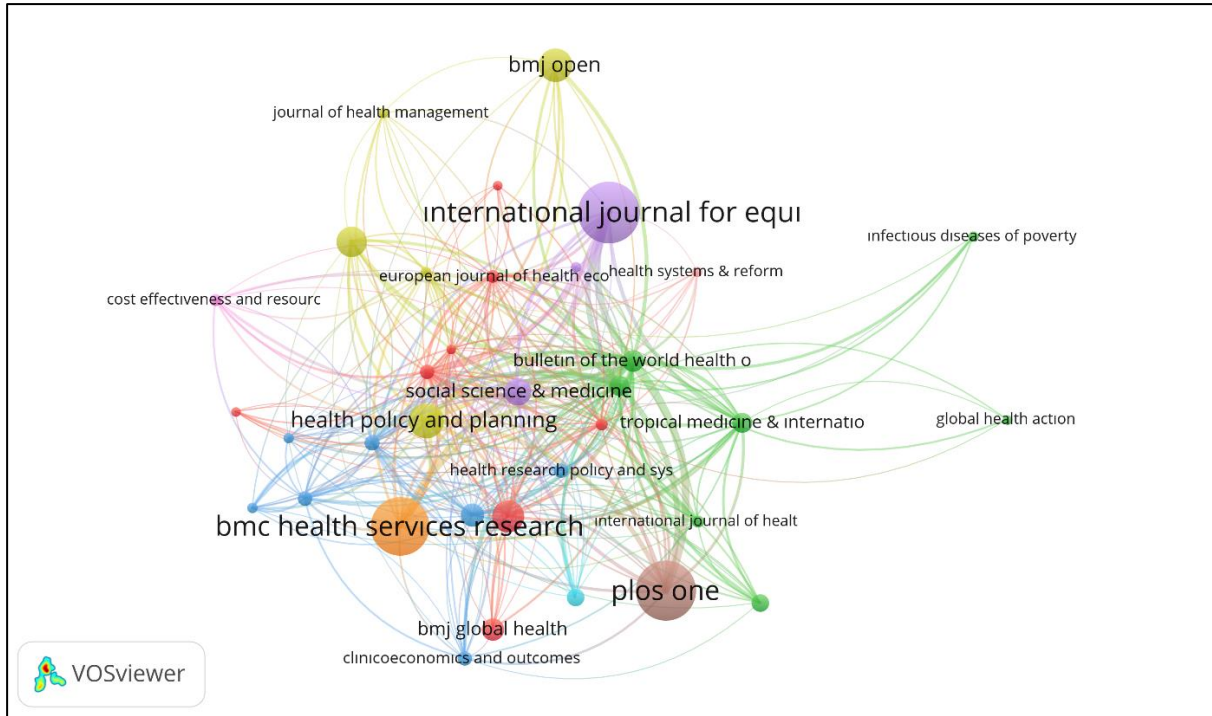 bmj open
journal of health management
international journal for equi
infectious diseases of poverty
european journal of health eco
health systems & reform
cost effectiveness and resourc
bulletin of the world health o
social science & medicine
health policy and planning
tropical medicine & internatio
global health action
health research policy and sys
bmc health services research
international journal of healt
plos one
bmj global health
clinicoeconomics and outcomes
VOSviewer